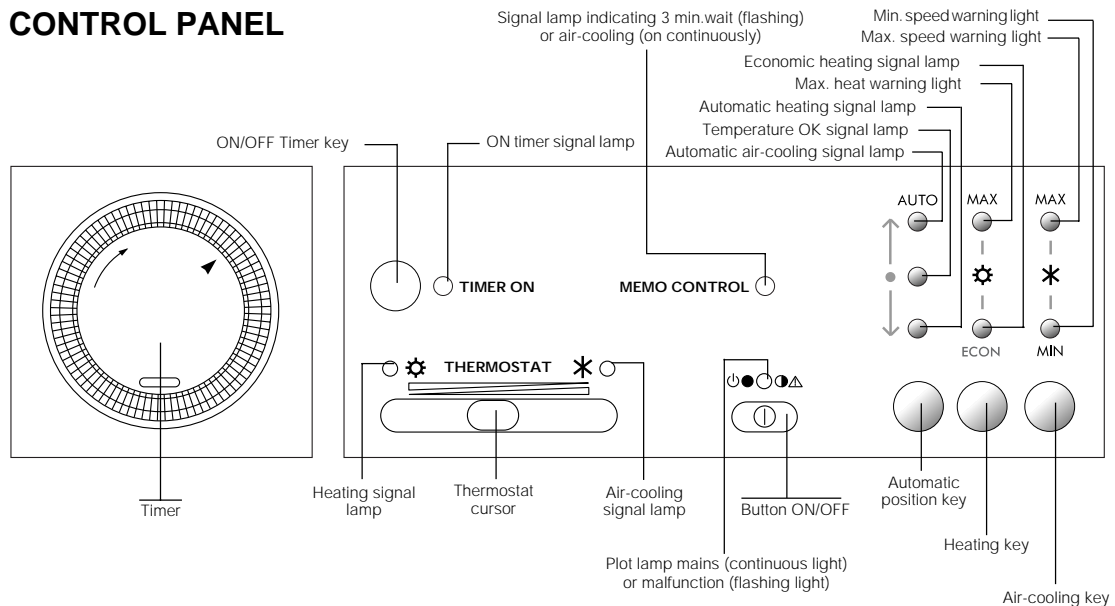 CONTROL PANEL
Signal lamp indicating 3 min.wait (flashing)
or air-cooling (on continuously)
Min. speed warning light
Max. speed warning light
Economic heating signal lamp
Max. heat warning light
Automatic heating signal lamp
Temperature OK signal lamp
Automatic air-cooling signal lamp
ON/OFF Timer key
ON timer signal lamp
AUTO
MAX
MAX
TIMER ON
MEMO CONTROL
ECON
MIN
THERMOSTAT
Timer
Heating signal
lamp
Thermostat
cursor
Air-cooling
signal lamp
Button ON/OFF
Automatic
position key
Plot lamp mains (continuous light)
or malfunction (flashing light)
Heating key
Air-cooling key